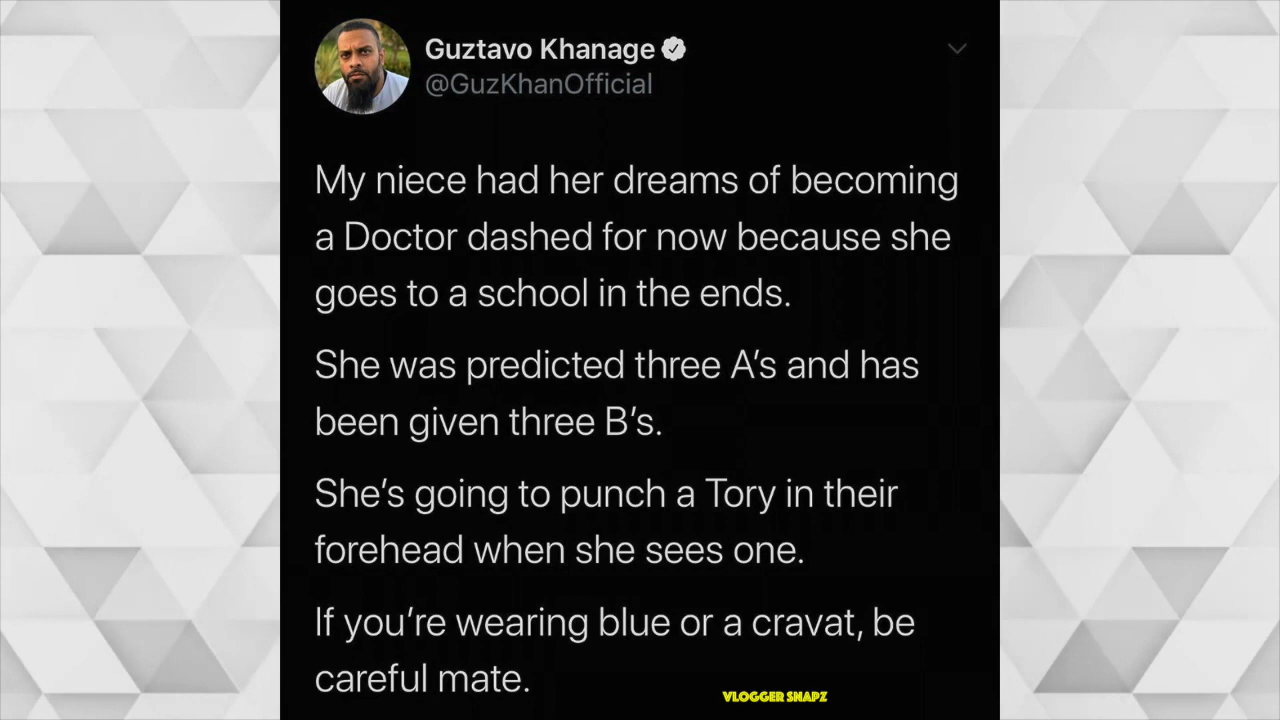 Guztavo Khanage
@GuzKhanOfficial
My niece had her dreams of becoming
a Doctor dashed for now because she
goes to a school in the ends.
She was predicted three A's and has
been given three B's.
She's going to punch a Tory in their
forehead when she sees one.
If you're wearing blue or a cravat, be
careful mate.
VLOGGER SNAPZ